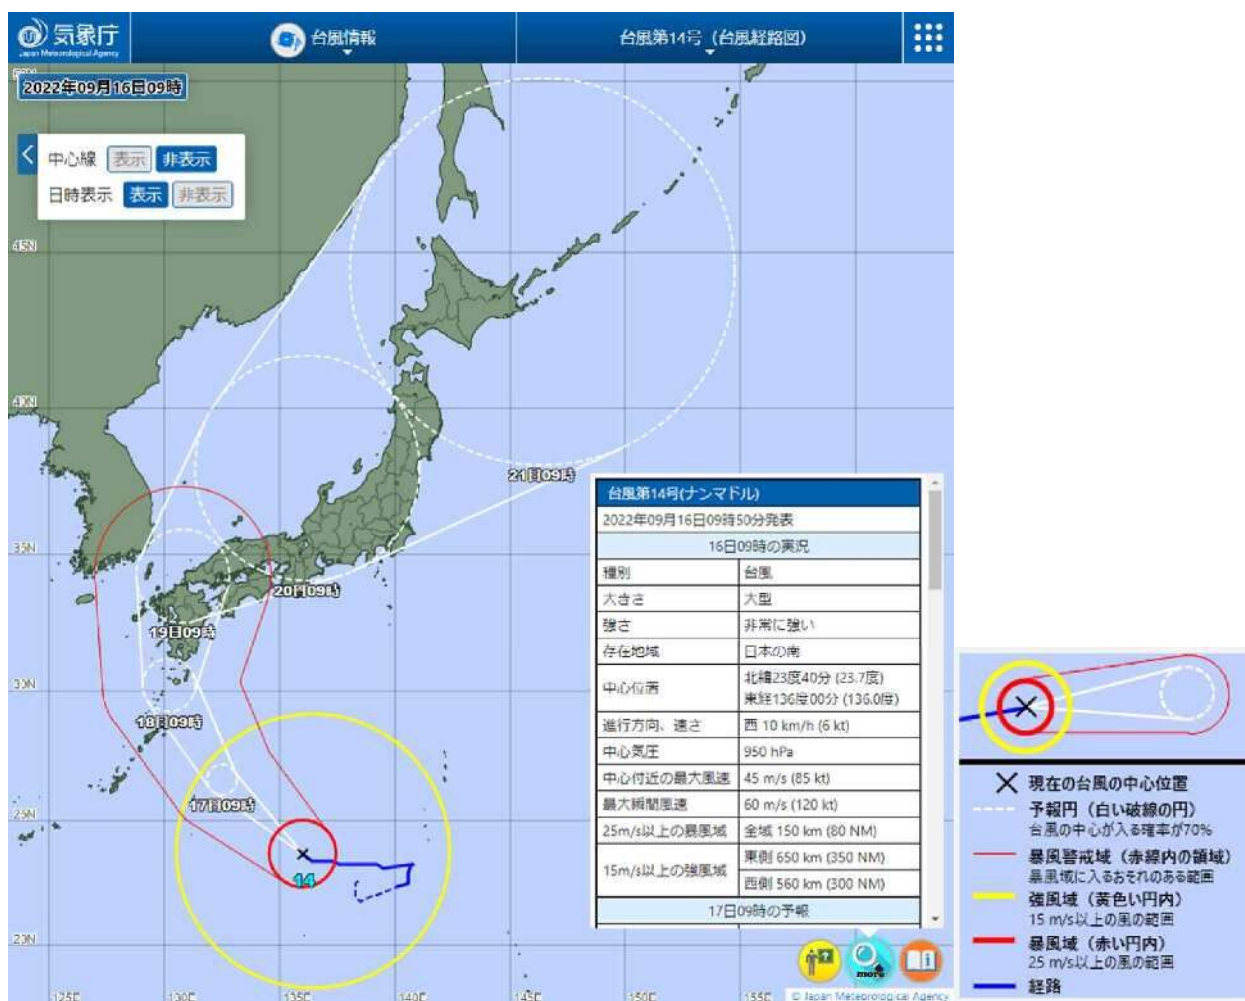 気象庁
Japan Meteorological Agency
台風情報
台風第14号（台風経路図）
50N
2022年09月16日09時
中心線 表示 非表示
日時表示 表示 非表示
45N
40N
35N
30N
25N
20N
125E
130E
135E
140E
145E
150E
155E
21日09時
20日09時
19日09時
18日09時
17日09時
14
台風第14号(ナンマドル)
2022年09月16日09時50分発表
16日09時の実況
種別 台風
大きさ 大型
強さ 非常に強い
存在地域 日本の南
中心位置 北緯23度40分 (23.7度)
東経136度00分 (136.0度)
進行方向、速さ 西 10 km/h (6 kt)
中心気圧 950 hPa
中心付近の最大風速 45 m/s (85 kt)
最大瞬間風速 60 m/s (120 kt)
25m/s以上の暴風域 全域 150 km (80 NM)
15m/s以上の強風域 東側 650 km (350 NM)
西側 560 km (300 NM)
17日09時の予報
more
© Japan Meteorological Agency
現在の台風の中心位置
予報円（白い破線の円）
台風の中心が入る確率が70%
暴風警戒域（赤線内の領域）
暴風域に入るおそれのある範囲
強風域（黄色い円内）
15 m/s以上の風の範囲
暴風域（赤い円内）
25 m/s以上の風の範囲
経路